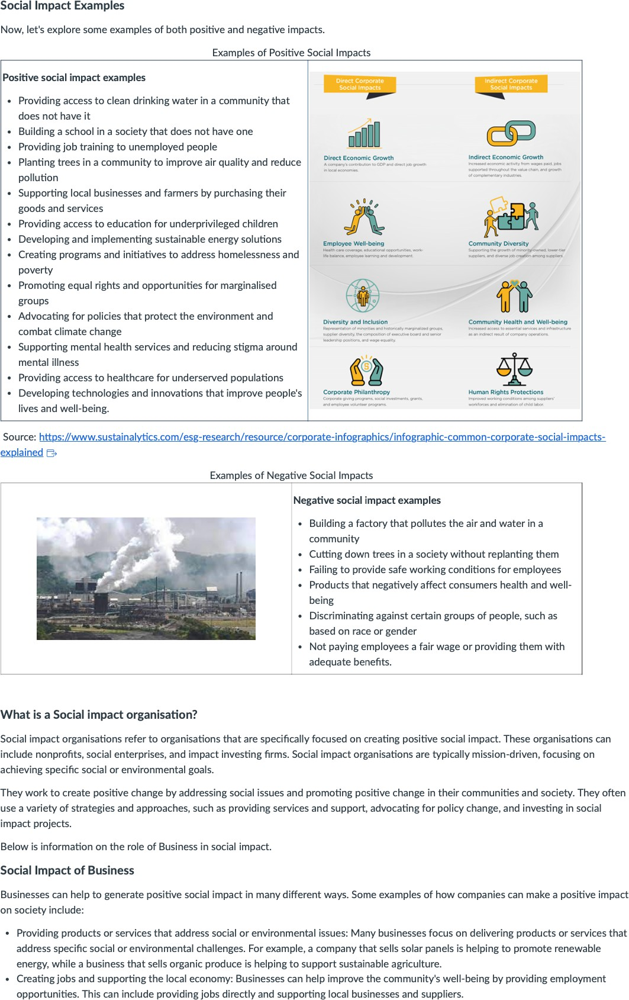 Social Impact Examples
Now, let's explore some examples of both positive and negative impacts.
Examples of Positive Social Impacts
Positive social impact examples
• Providing access to clean drinking water in a community that
does not have it
• Building a school in a society that does not have one
• Providing job training to unemployed people
• Planting trees in a community to improve air quality and reduce
pollution
• Supporting local businesses and farmers by purchasing their
goods and services
• Providing access to education for underprivileged children
• Developing and implementing sustainable energy solutions
• Creating programs and initiatives to address homelessness and
poverty
• Promoting equal rights and opportunities for marginalised
groups
• Advocating for policies that protect the environment and
combat climate change
• Supporting mental health services and reducing stigma around
mental illness
• Providing access to healthcare for underserved populations
• Developing technologies and innovations that improve people's
lives and well-being.
Direct Corporate
Social Impacts
Indirect Corporate
Social Impacts
Direct Economic Growth
A company's contribution to GDP and direct job growth
in local economies.
Indirect Economic Growth
Increased economic activity from wages paid, jobs
supported throughout the value chain, and growth
of complementary industries.
Employee Well-being
Health care coverage, educational opportunities, work-
life balance, employee learning and development.
Community Diversity
Supporting the growth of minority-owned, lower-tier
suppliers, and diverse job creation among suppliers.
Diversity and Inclusion
Representation of minorities and historically marginalized groups,
supplier diversity, the composition of executive board and senior
leadership positions, and wage equality.
Community Health and Well-being
Increased access to essential services and infrastructure
as an indirect result of company operations.
Corporate Philanthropy
Corporate giving programs, social investments, grants,
and employee volunteer programs.
Human Rights Protections
Improved working conditions among suppliers'
workforces and elimination of child labor.
Source: https://www.sustainalytics.com/esg-research/resource/corporate-infographics/infographic-common-corporate-social-impacts-
explained
Examples of Negative Social Impacts
Negative social impact examples
• Building a factory that pollutes the air and water in a
community
• Cutting down trees in a society without replanting them
• Failing to provide safe working conditions for employees
• Products that negatively affect consumers health and well-
being
• Discriminating against certain groups of people, such as
based on race or gender
• Not paying employees a fair wage or providing them with
adequate benefits.
What is a Social impact organisation?
Social impact organisations refer to organisations that are specifically focused on creating positive social impact. These organisations can
include nonprofits, social enterprises, and impact investing firms. Social impact organisations are typically mission-driven, focusing on
achieving specific social or environmental goals.
They work to create positive change by addressing social issues and promoting positive change in their communities and society. They often
use a variety of strategies and approaches, such as providing services and support, advocating for policy change, and investing in social
impact projects.
Below is information on the role of Business in social impact.
Social Impact of Business
Businesses can help to generate positive social impact in many different ways. Some examples of how companies can make a positive impact
on society include:
• Providing products or services that address social or environmental issues: Many businesses focus on delivering products or services that
address specific social or environmental challenges. For example, a company that sells solar panels is helping to promote renewable
energy, while a business that sells organic produce is helping to support sustainable agriculture.
• Creating jobs and supporting the local economy: Businesses can help improve the community's well-being by providing employment
opportunities. This can include providing jobs directly and supporting local businesses and suppliers.